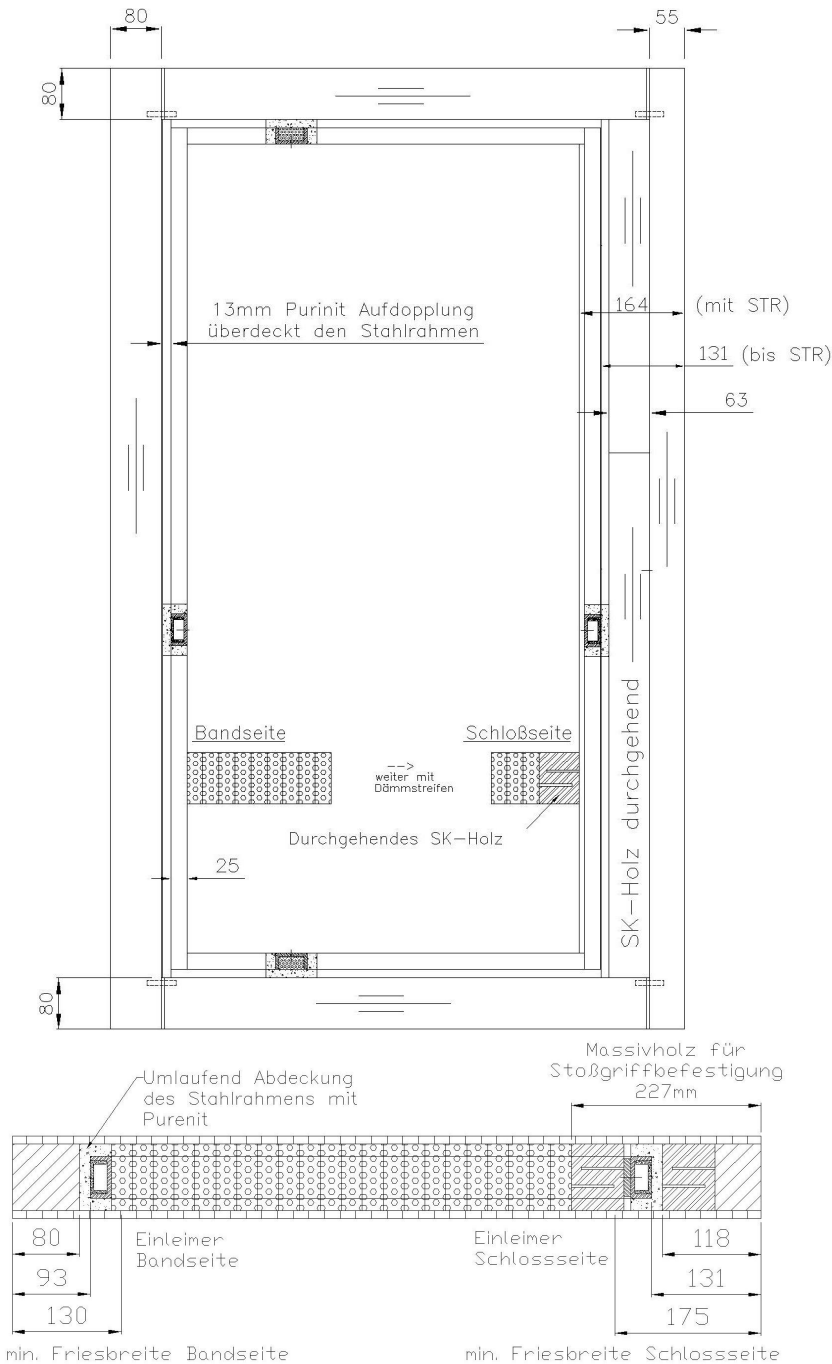 80
55
80
13mm Purinit Aufdopplung
überdeckt den Stahlrahmen
164 (mit STR)
131 (bis STR)
63
Bandseite
Schloßseite
-->
weiter mit
Dämmstreifen
Durchgehendes SK-Holz
SK-Holz durchgehend
25
80
Massivholz für
Stoßgriffbefestigung
227mm
Umlaufend Abdeckung
des Stahlrahmens mit
Purenit
80
Einleimer
Bandseite
Einleimer
Schlossseite
118
93
131
130
175
min. Friesbreite Bandseite
min. Friesbreite Schlossseite